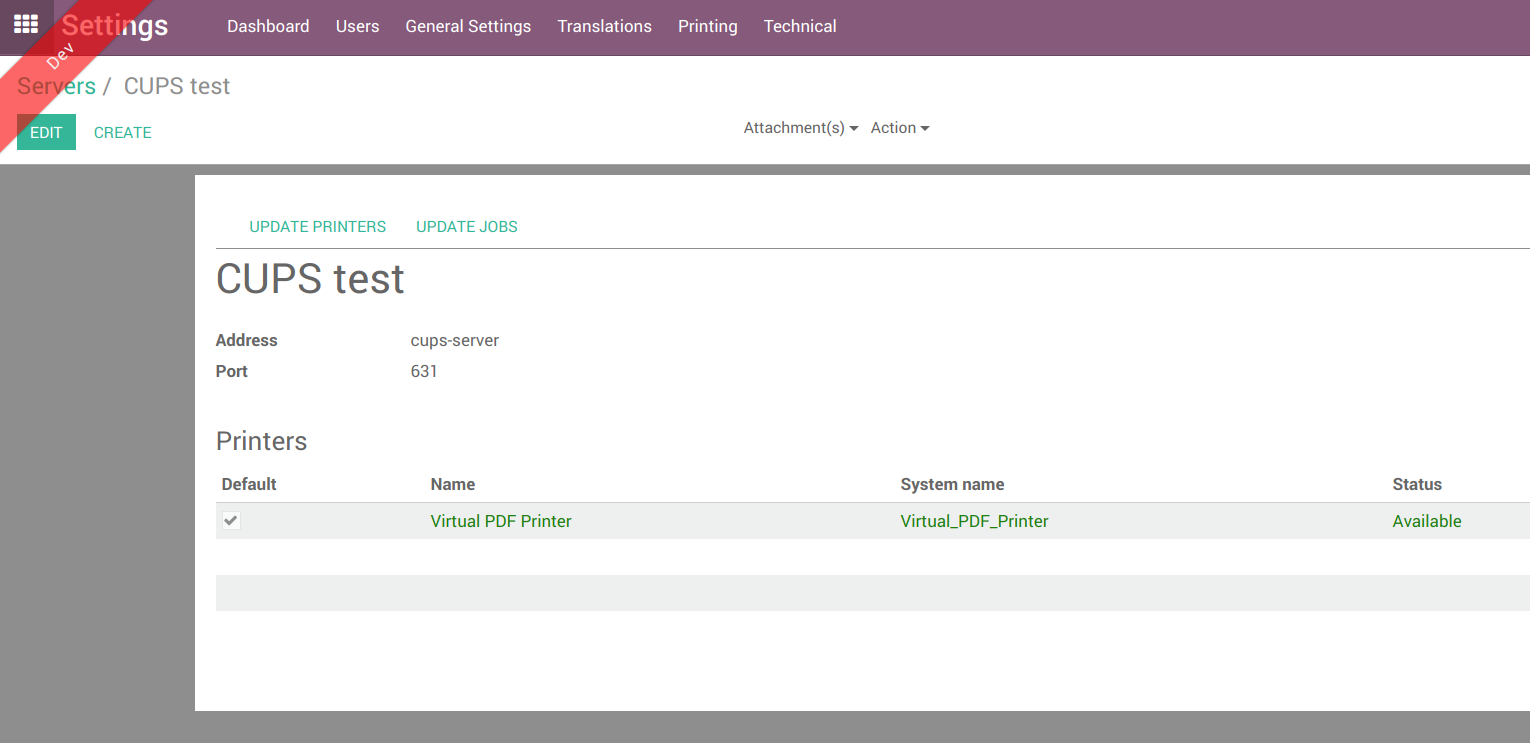 Settings Dashboard Users General Settings Translations Printing Technical
Dev
Servers / CUPS test
EDIT CREATE Attachment(s) Action
UPDATE PRINTERS UPDATE JOBS
CUPS test
Address cups-server
Port 631
Printers
Default Name System name Status
Virtual PDF Printer Virtual_PDF_Printer Available